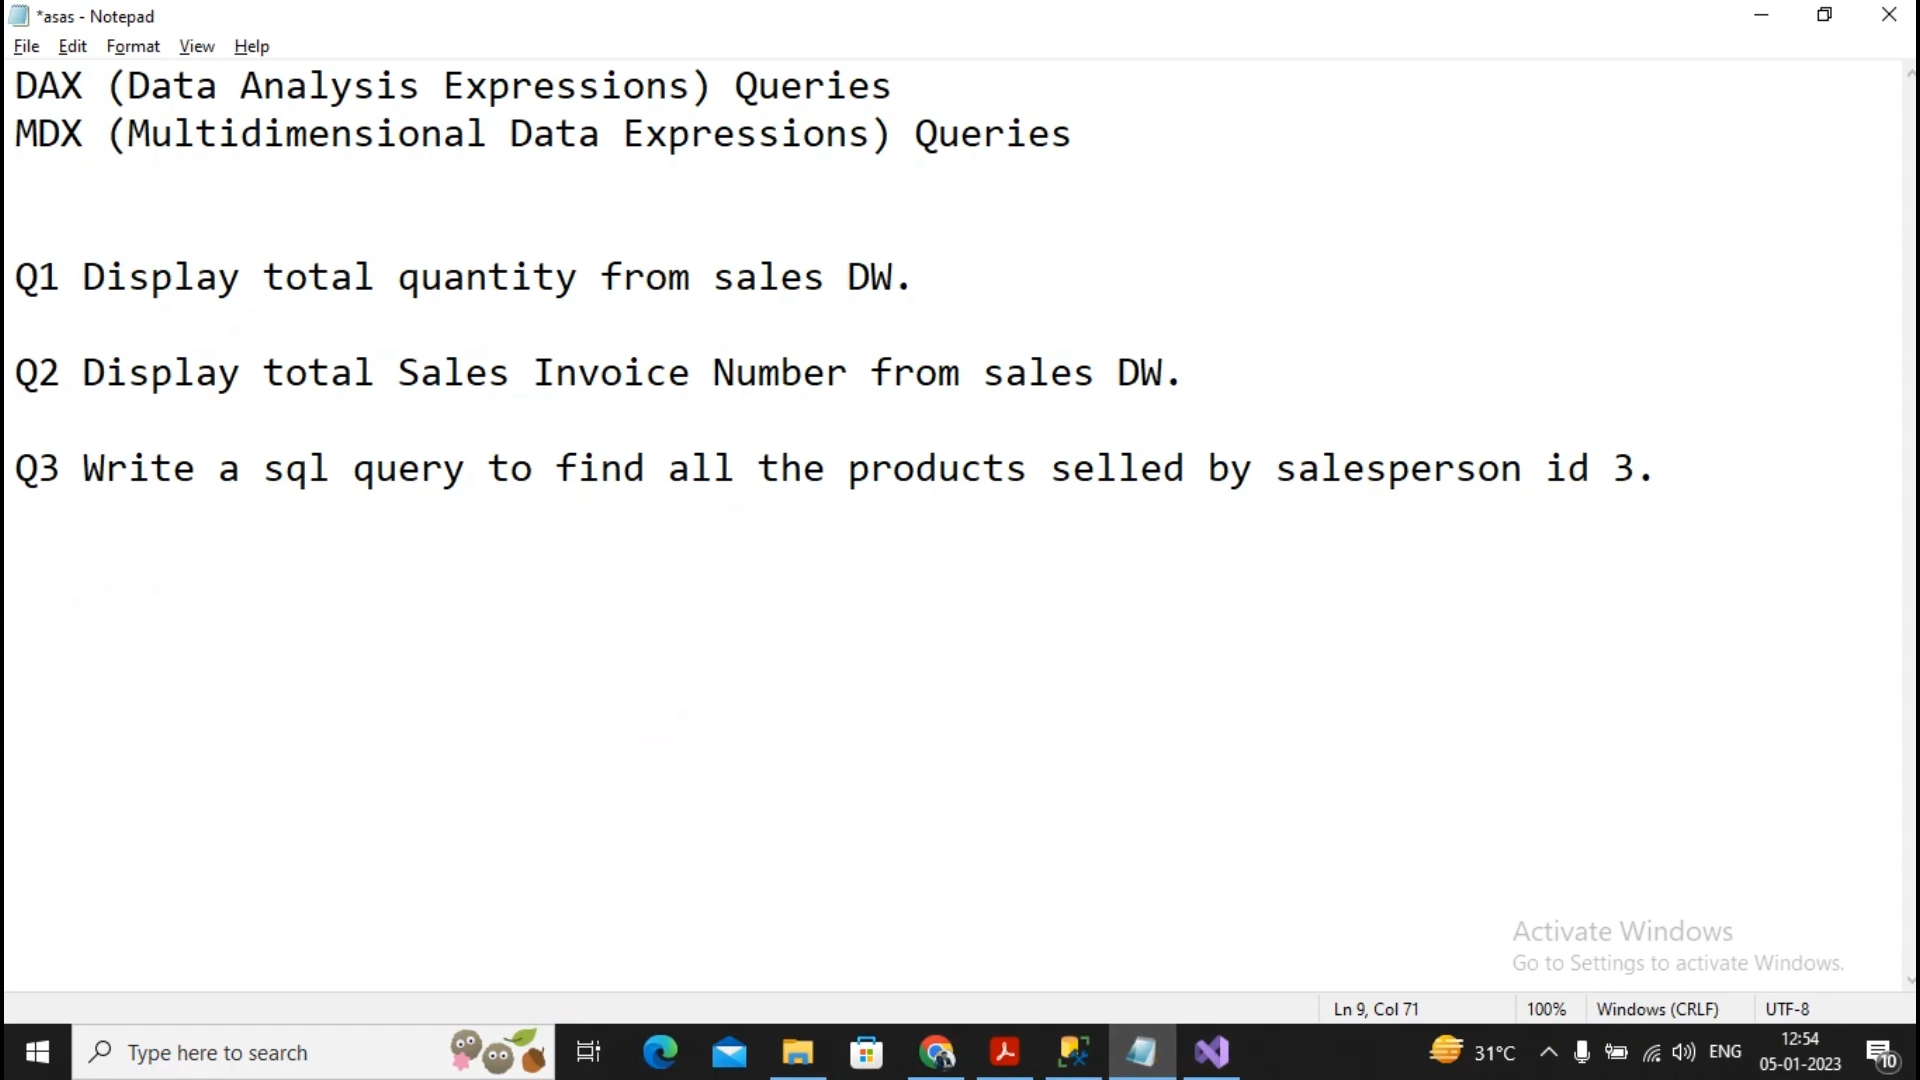 *asas - Notepad
File Edit Format View Help
DAX (Data Analysis Expressions) Queries
MDX (Multidimensional Data Expressions) Queries
Q1 Display total quantity from sales DW.
Q2 Display total Sales Invoice Number from sales DW.
Q3 Write a sql query to find all the products selled by salesperson id 3.
Activate Windows
Go to Settings to activate Windows.
Ln 9, Col 71 100% Windows (CRLF) UTF-8
Type here to search 31°C ENG 12:54
05-01-2023 10